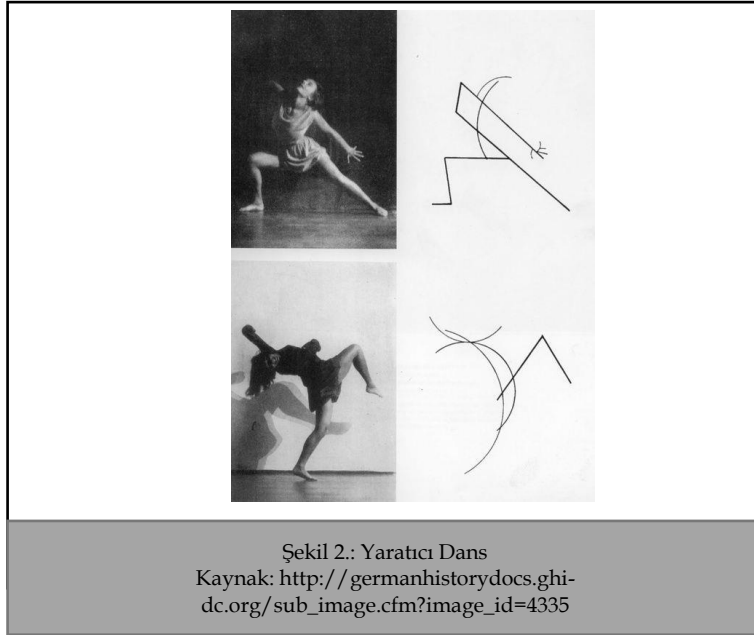 Şekil 2.: Yaratıcı Dans
Kaynak: http://germanhistorydocs.ghi-
dc.org/sub_image.cfm?image_id=4335